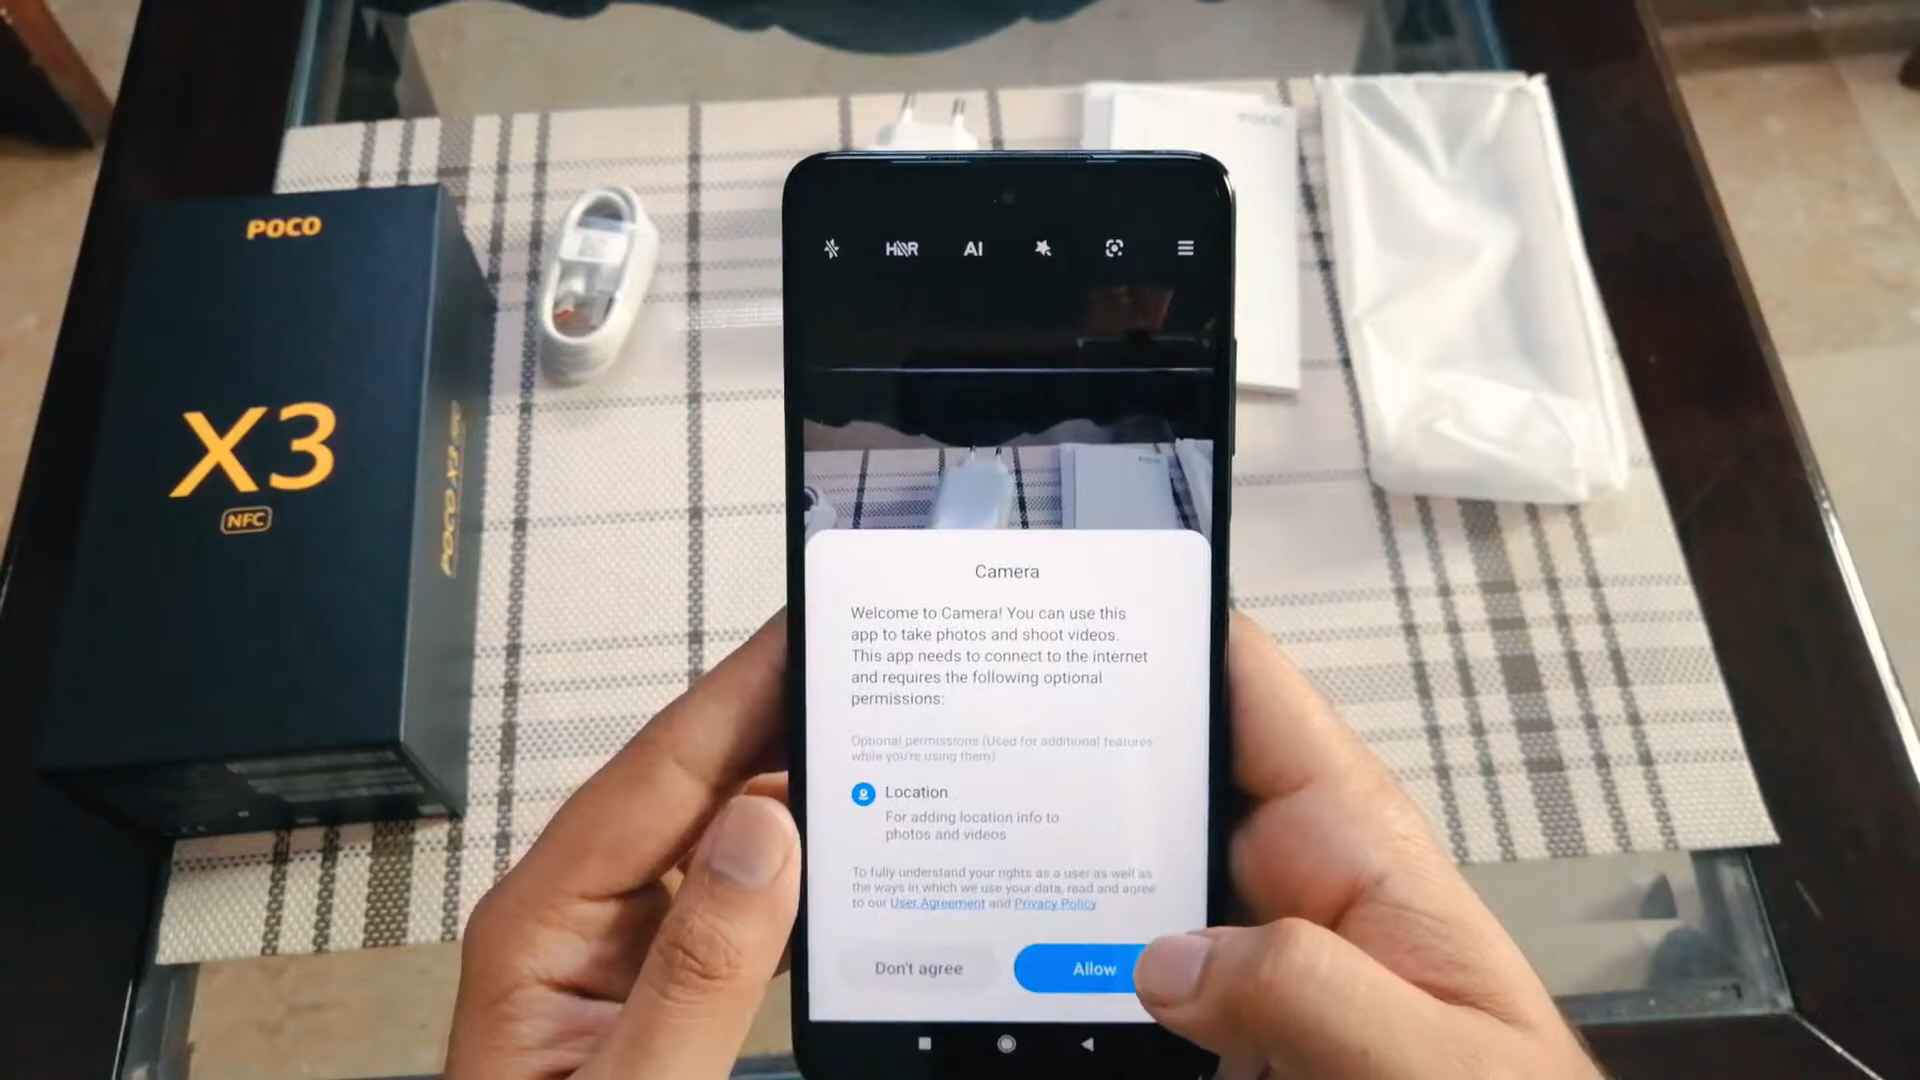 POCO
X3
NFC
POCO X3 NFC
POCO
HDR
AI
Camera
Welcome to Camera! You can use this
app to take photos and shoot videos.
This app needs to connect to the internet
and requires the following optional
permissions:
Optional permissions (Used for additional features
while you're using them)
Location
For adding location info to
photos and videos
To fully understand your rights as a user as well as
the ways in which we use your data, read and agree
to our User Agreement and Privacy Policy
Don't agree
Allow